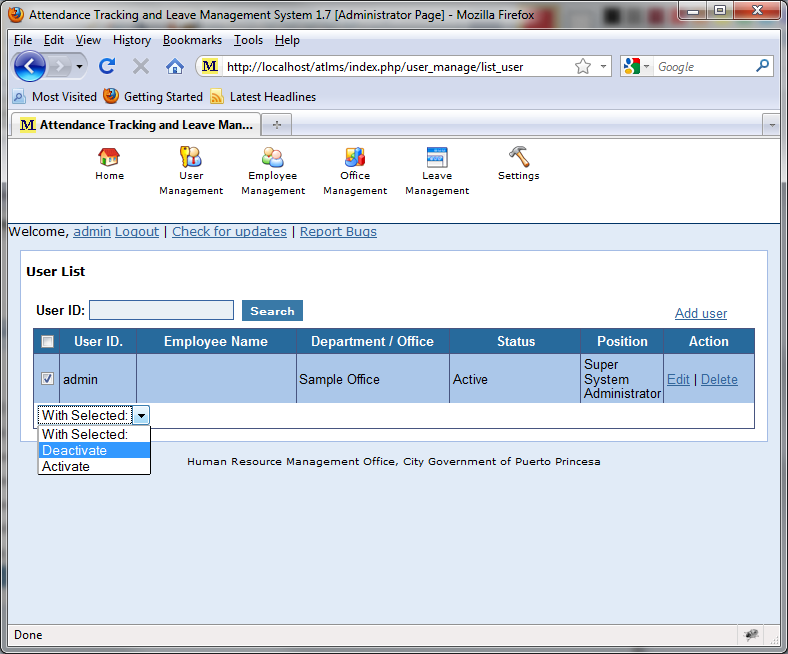 Attendance Tracking and Leave Management System 1.7 [Administrator Page] - Mozilla Firefox
File Edit View History Bookmarks Tools Help
M http://localhost/atlms/index.php/user_manage/list_user Google
Most Visited Getting Started Latest Headlines
M Attendance Tracking and Leave Man...
Home
User Management
Employee Management
Office Management
Leave Management
Settings
Welcome, admin Logout | Check for updates | Report Bugs
User List
User ID: Search
Add user
User ID. Employee Name Department / Office Status Position Action
admin Sample Office Active Super System Administrator Edit | Delete
With Selected:
With Selected:
Deactivate
Activate
Human Resource Management Office, City Government of Puerto Princesa
Done